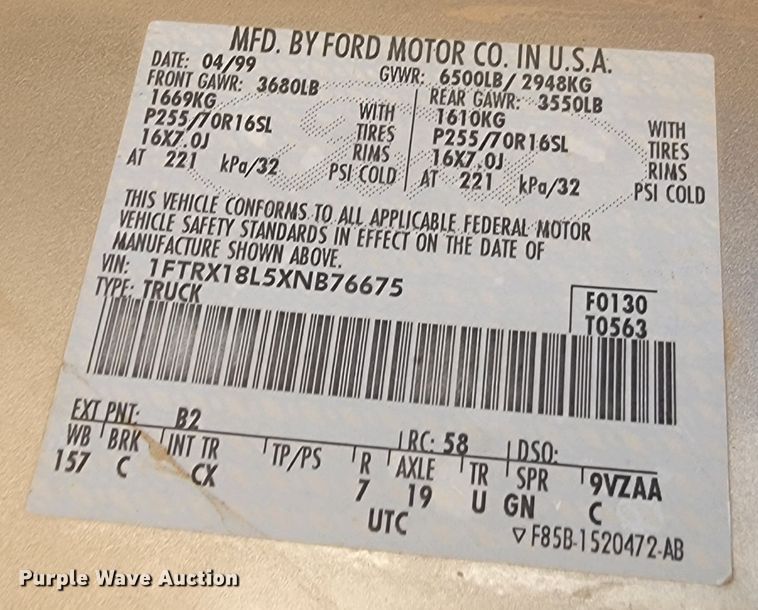 MFD. BY FORD MOTOR CO. IN U.S.A.
DATE: 04/99 GVWR: 6500LB/ 2948KG
FRONT GAWR: 3680LB REAR GAWR: 3550LB
1669KG WITH 1610KG WITH
P255/70R16SL TIRES P255/70R16SL TIRES
16X7.0J RIMS 16X7.0J RIMS
AT 221 kPa/32 PSI COLD AT 221 kPa/32 PSI COLD
THIS VEHICLE CONFORMS TO ALL APPLICABLE FEDERAL MOTOR
VEHICLE SAFETY STANDARDS IN EFFECT ON THE DATE OF
MANUFACTURE SHOWN ABOVE.
VIN: 1FTRX18L5XNB76675
TYPE: TRUCK
F0130
T0563
EXT PNT: B2 RC: 58 DSO:
WB BRK INT TR TP/PS R AXLE TR SPR 9VZAA
157 C CX 7 19 U GN C
UTC
▽F85B-1520472-AB
Purple Wave Auction